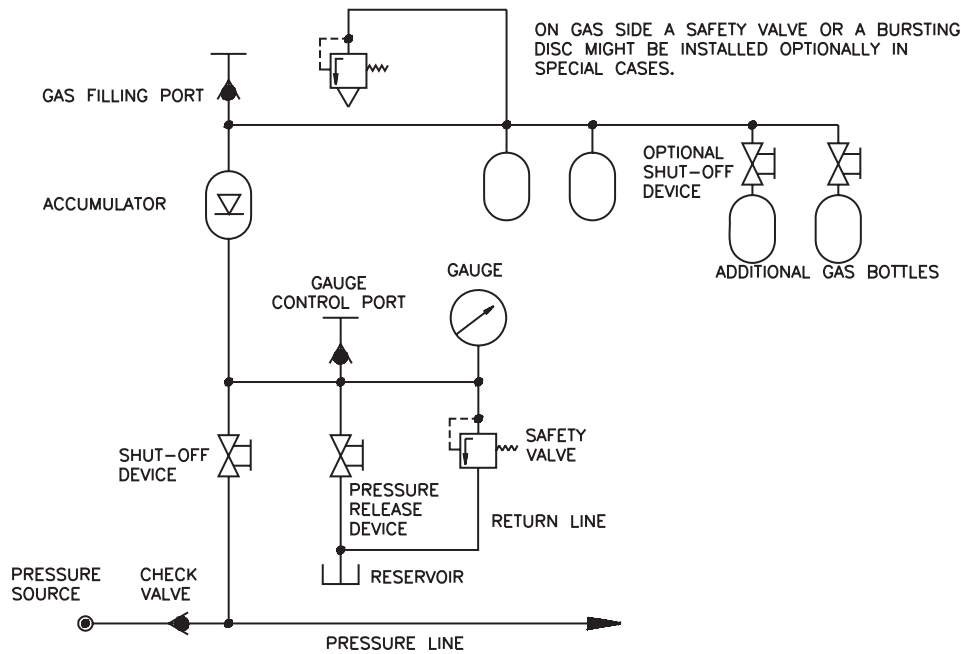 ON GAS SIDE A SAFETY VALVE OR A BURSTING
DISC MIGHT BE INSTALLED OPTIONALLY IN
SPECIAL CASES.
GAS FILLING PORT
OPTIONAL
SHUT-OFF
DEVICE
ACCUMULATOR
ADDITIONAL GAS BOTTLES
GAUGE
CONTROL PORT
GAUGE
SHUT-OFF
DEVICE
SAFETY
VALVE
PRESSURE
RELEASE
DEVICE
RETURN LINE
PRESSURE
SOURCE
CHECK
VALVE
RESERVOIR
PRESSURE LINE